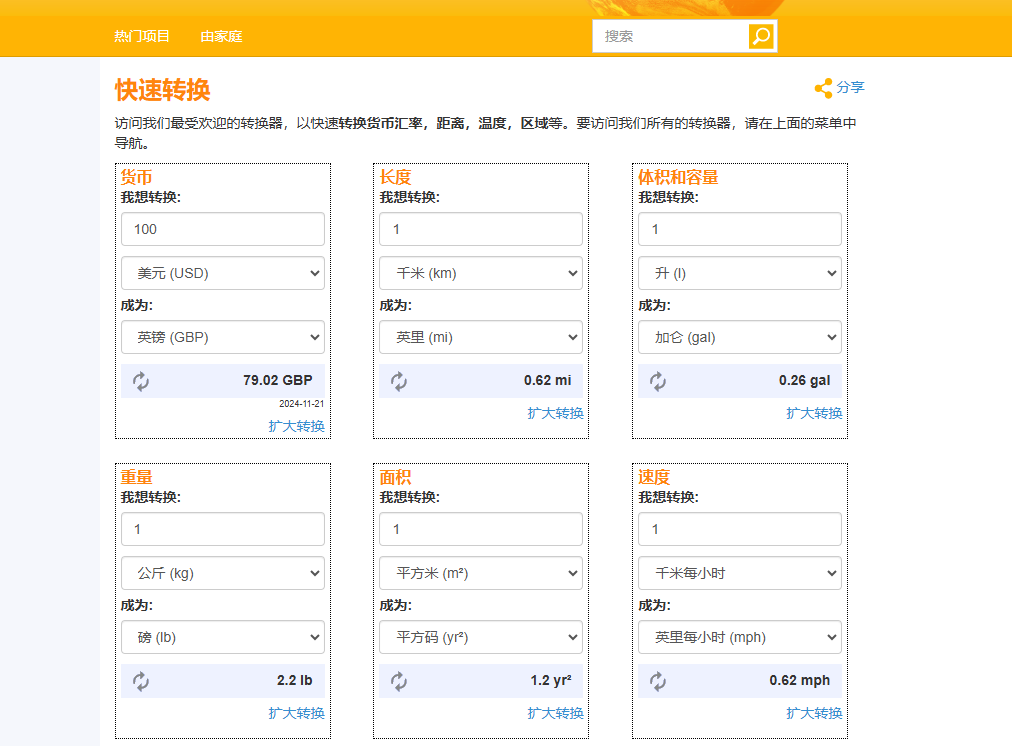 热门项目 由家庭 搜索
快速转换 分享
访问我们最受欢迎的转换器，以快速转换货币汇率，距离，温度，区域等。要访问我们所有的转换器，请在上面的菜单中
导航。
货币
我想转换:
100
美元 (USD)
成为:
英镑 (GBP)
79.02 GBP
2024-11-21
扩大转换
长度
我想转换:
1
千米 (km)
成为:
英里 (mi)
0.62 mi
扩大转换
体积和容量
我想转换:
1
升 (l)
成为:
加仑 (gal)
0.26 gal
扩大转换
重量
我想转换:
1
公斤 (kg)
成为:
磅 (lb)
2.2 lb
扩大转换
面积
我想转换:
1
平方米 (m²)
成为:
平方码 (yr²)
1.2 yr²
扩大转换
速度
我想转换:
1
千米每小时
成为:
英里每小时 (mph)
0.62 mph
扩大转换